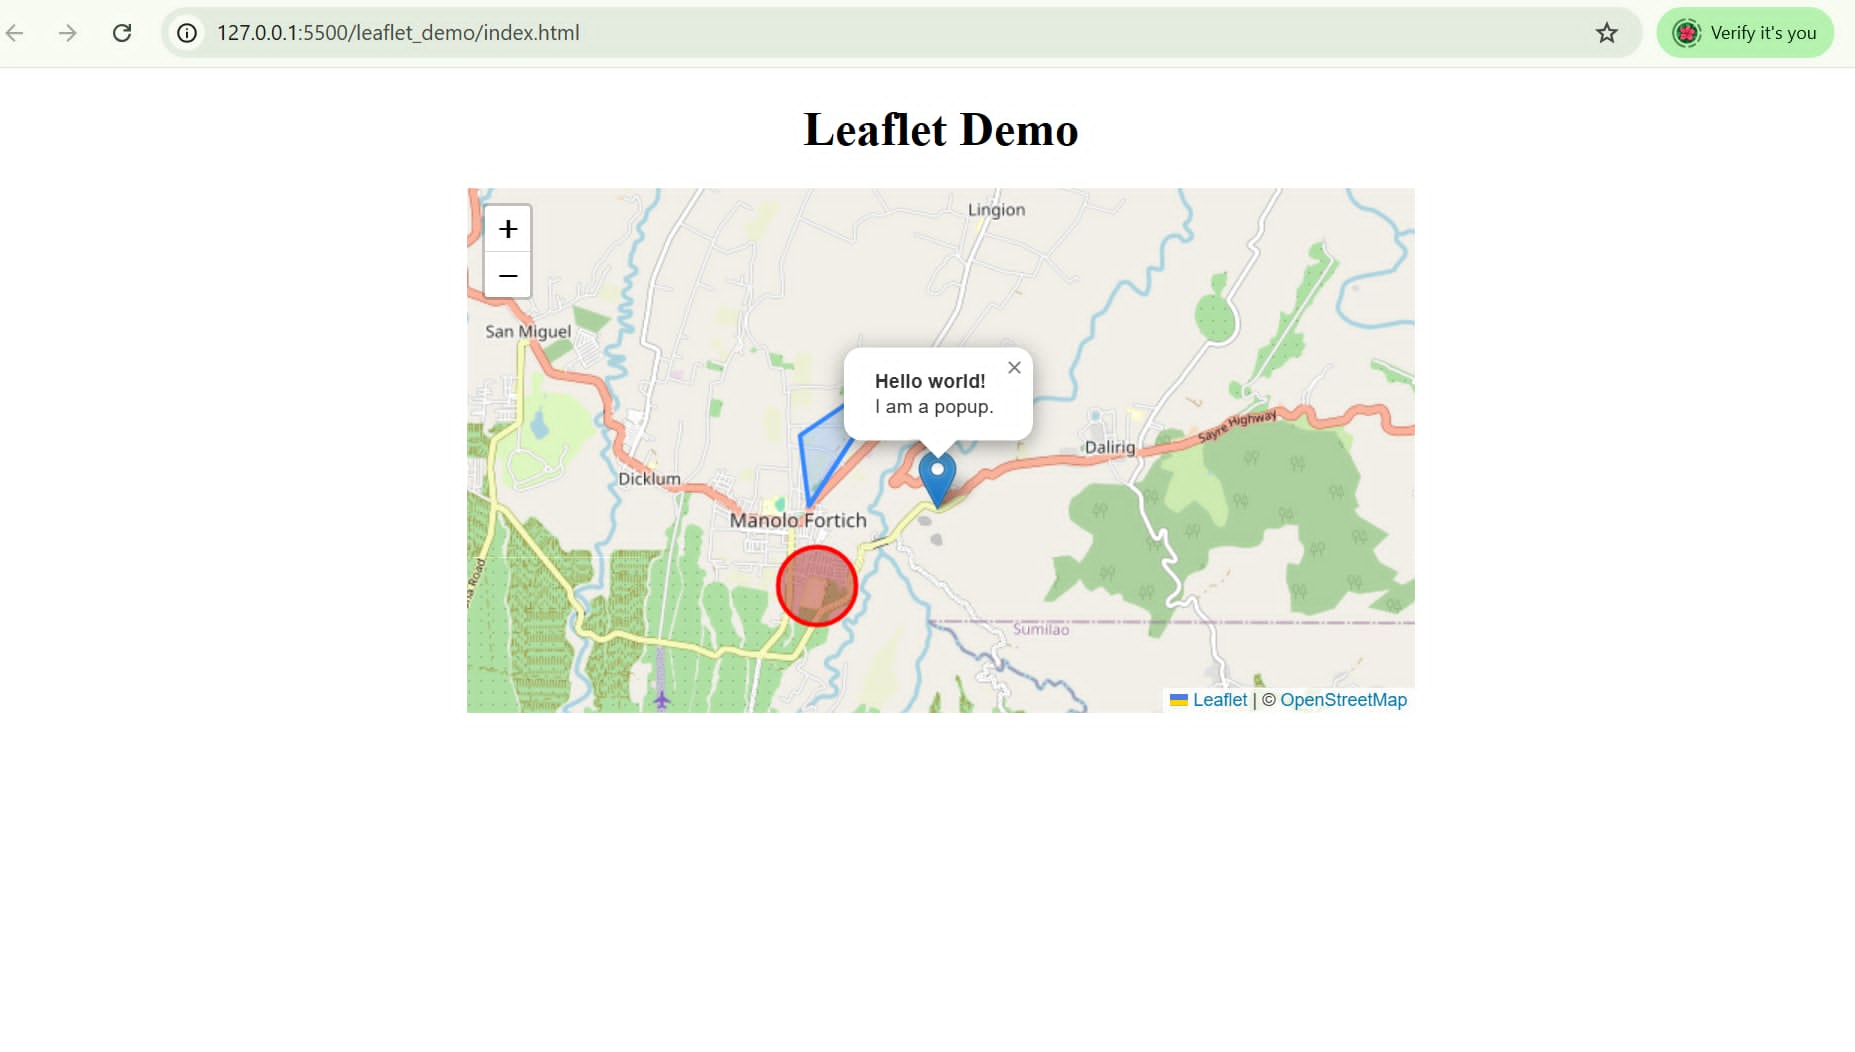 127.0.0.1:5500/leaflet_demo/index.html
Verify it's you
Leaflet Demo
+
−
Lingion
San Miguel
Hello world!
I am a popup.
Sayre Highway
Dalirig
Dicklum
Manolo Fortich
Road
Sumilao
Leaflet | © OpenStreetMap